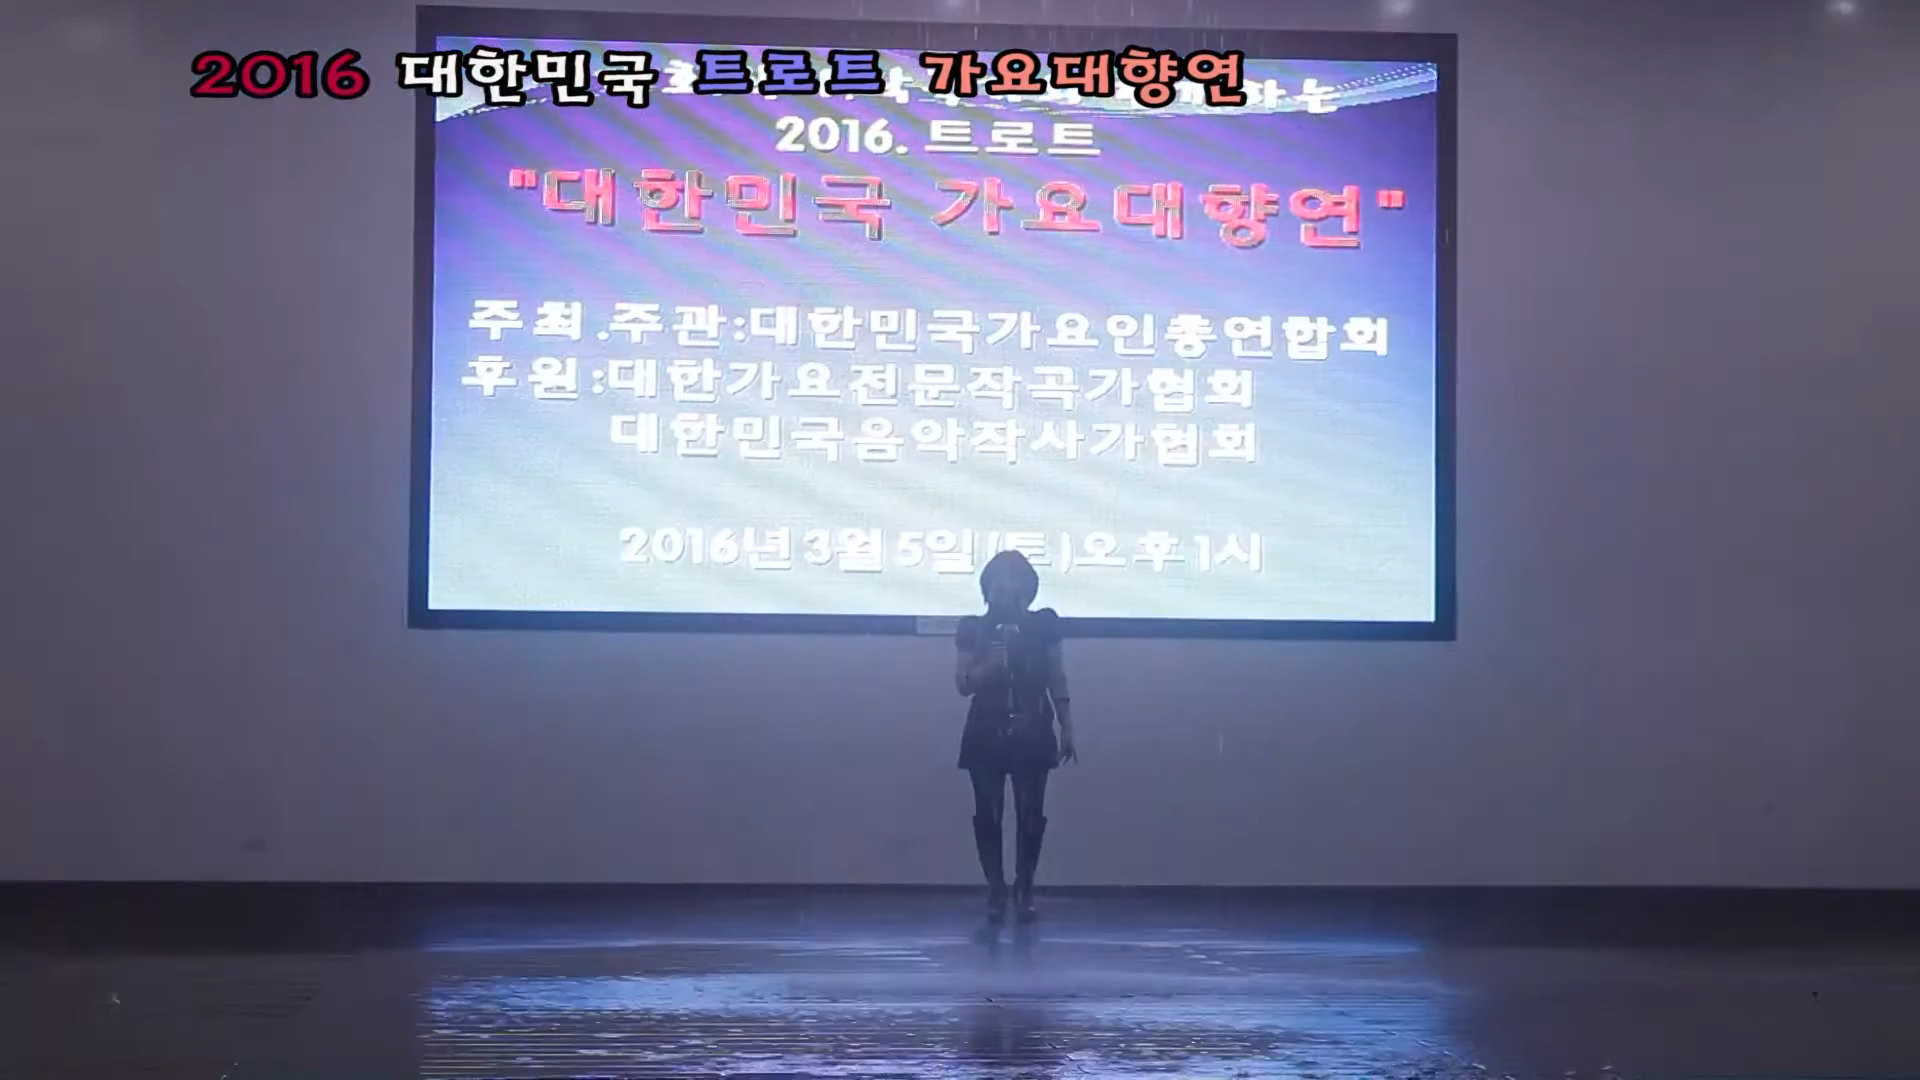 2016 대한민국 트로트 가요대향연
하는
2016. 트로트
"대한민국 가요대향연"
주최.주관:대한민국가요인총연합회
후원:대한가요전문작곡가협회
대한민국음악작사가협회
2016년 3월 5일(토)오후1시